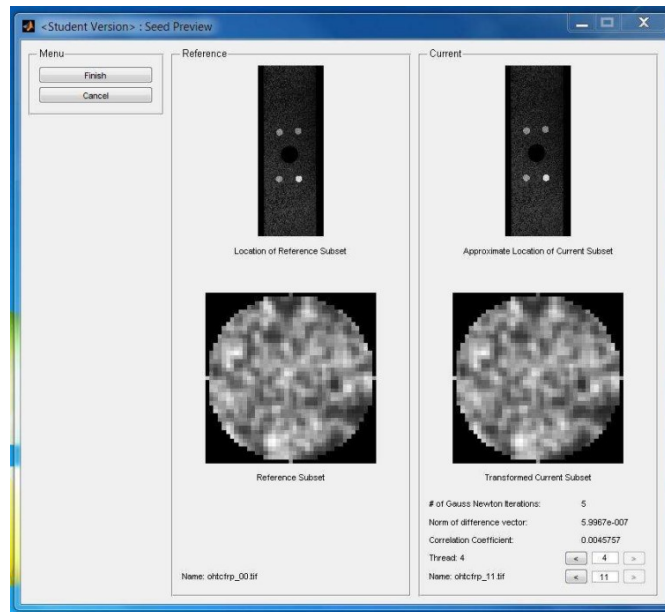 <Student Version> : Seed Preview
Menu
Finish
Cancel
Reference
Location of Reference Subset
Reference Subset
Name: ohtcfrp_00.tif
Current
Approximate Location of Current Subset
Transformed Current Subset
# of Gauss Newton Iterations: 5
Norm of difference vector: 5.9967e-007
Correlation Coefficient: 0.0045757
Thread: 4 < 4 >
Name: ohtcfrp_11.tif < 11 >